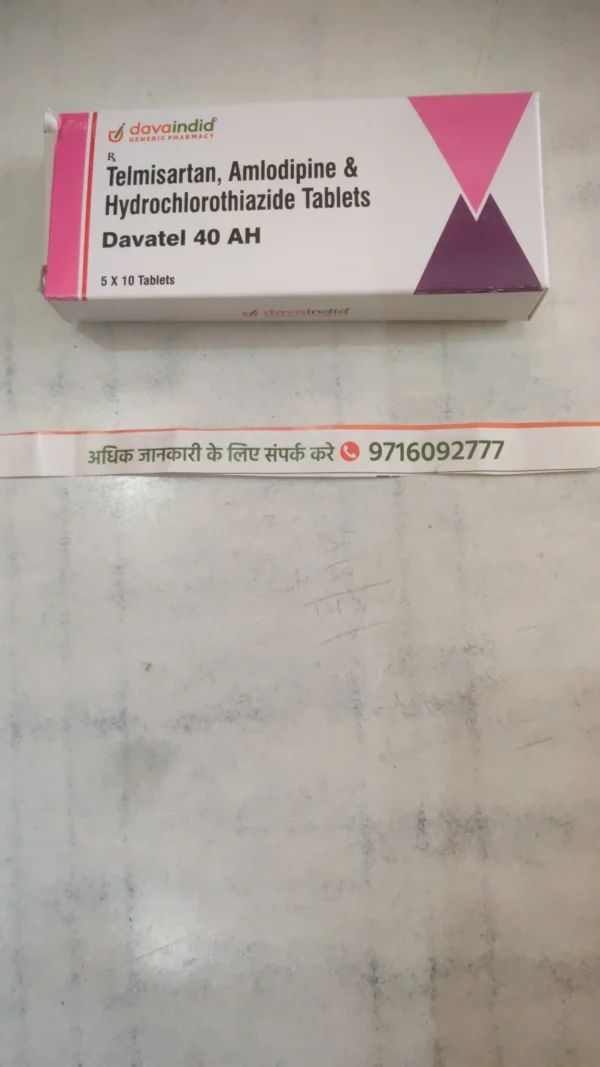 davaindia
GENERIC PHARMACY
Rx
Telmisartan, Amlodipine &
Hydrochlorothiazide Tablets
Davatel 40 AH
5 X 10 Tablets
davaindia
अधिक जानकारी के लिए संपर्क करे 9716092777